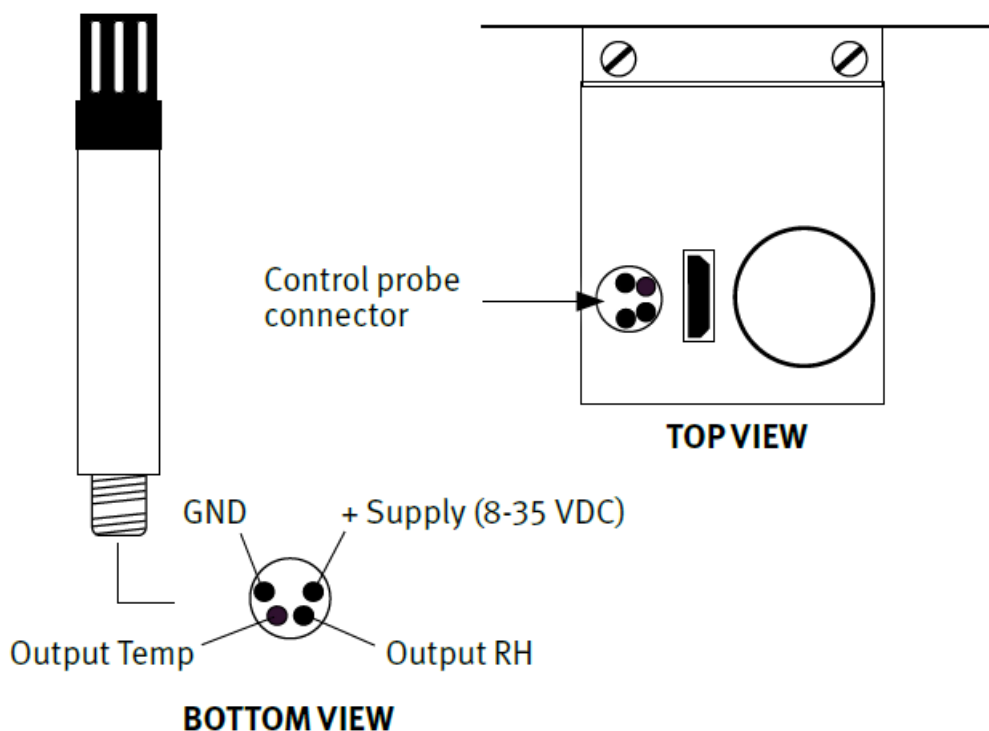 Control probe
connector
TOP VIEW
GND
+ Supply (8-35 VDC)
Output Temp
Output RH
BOTTOM VIEW